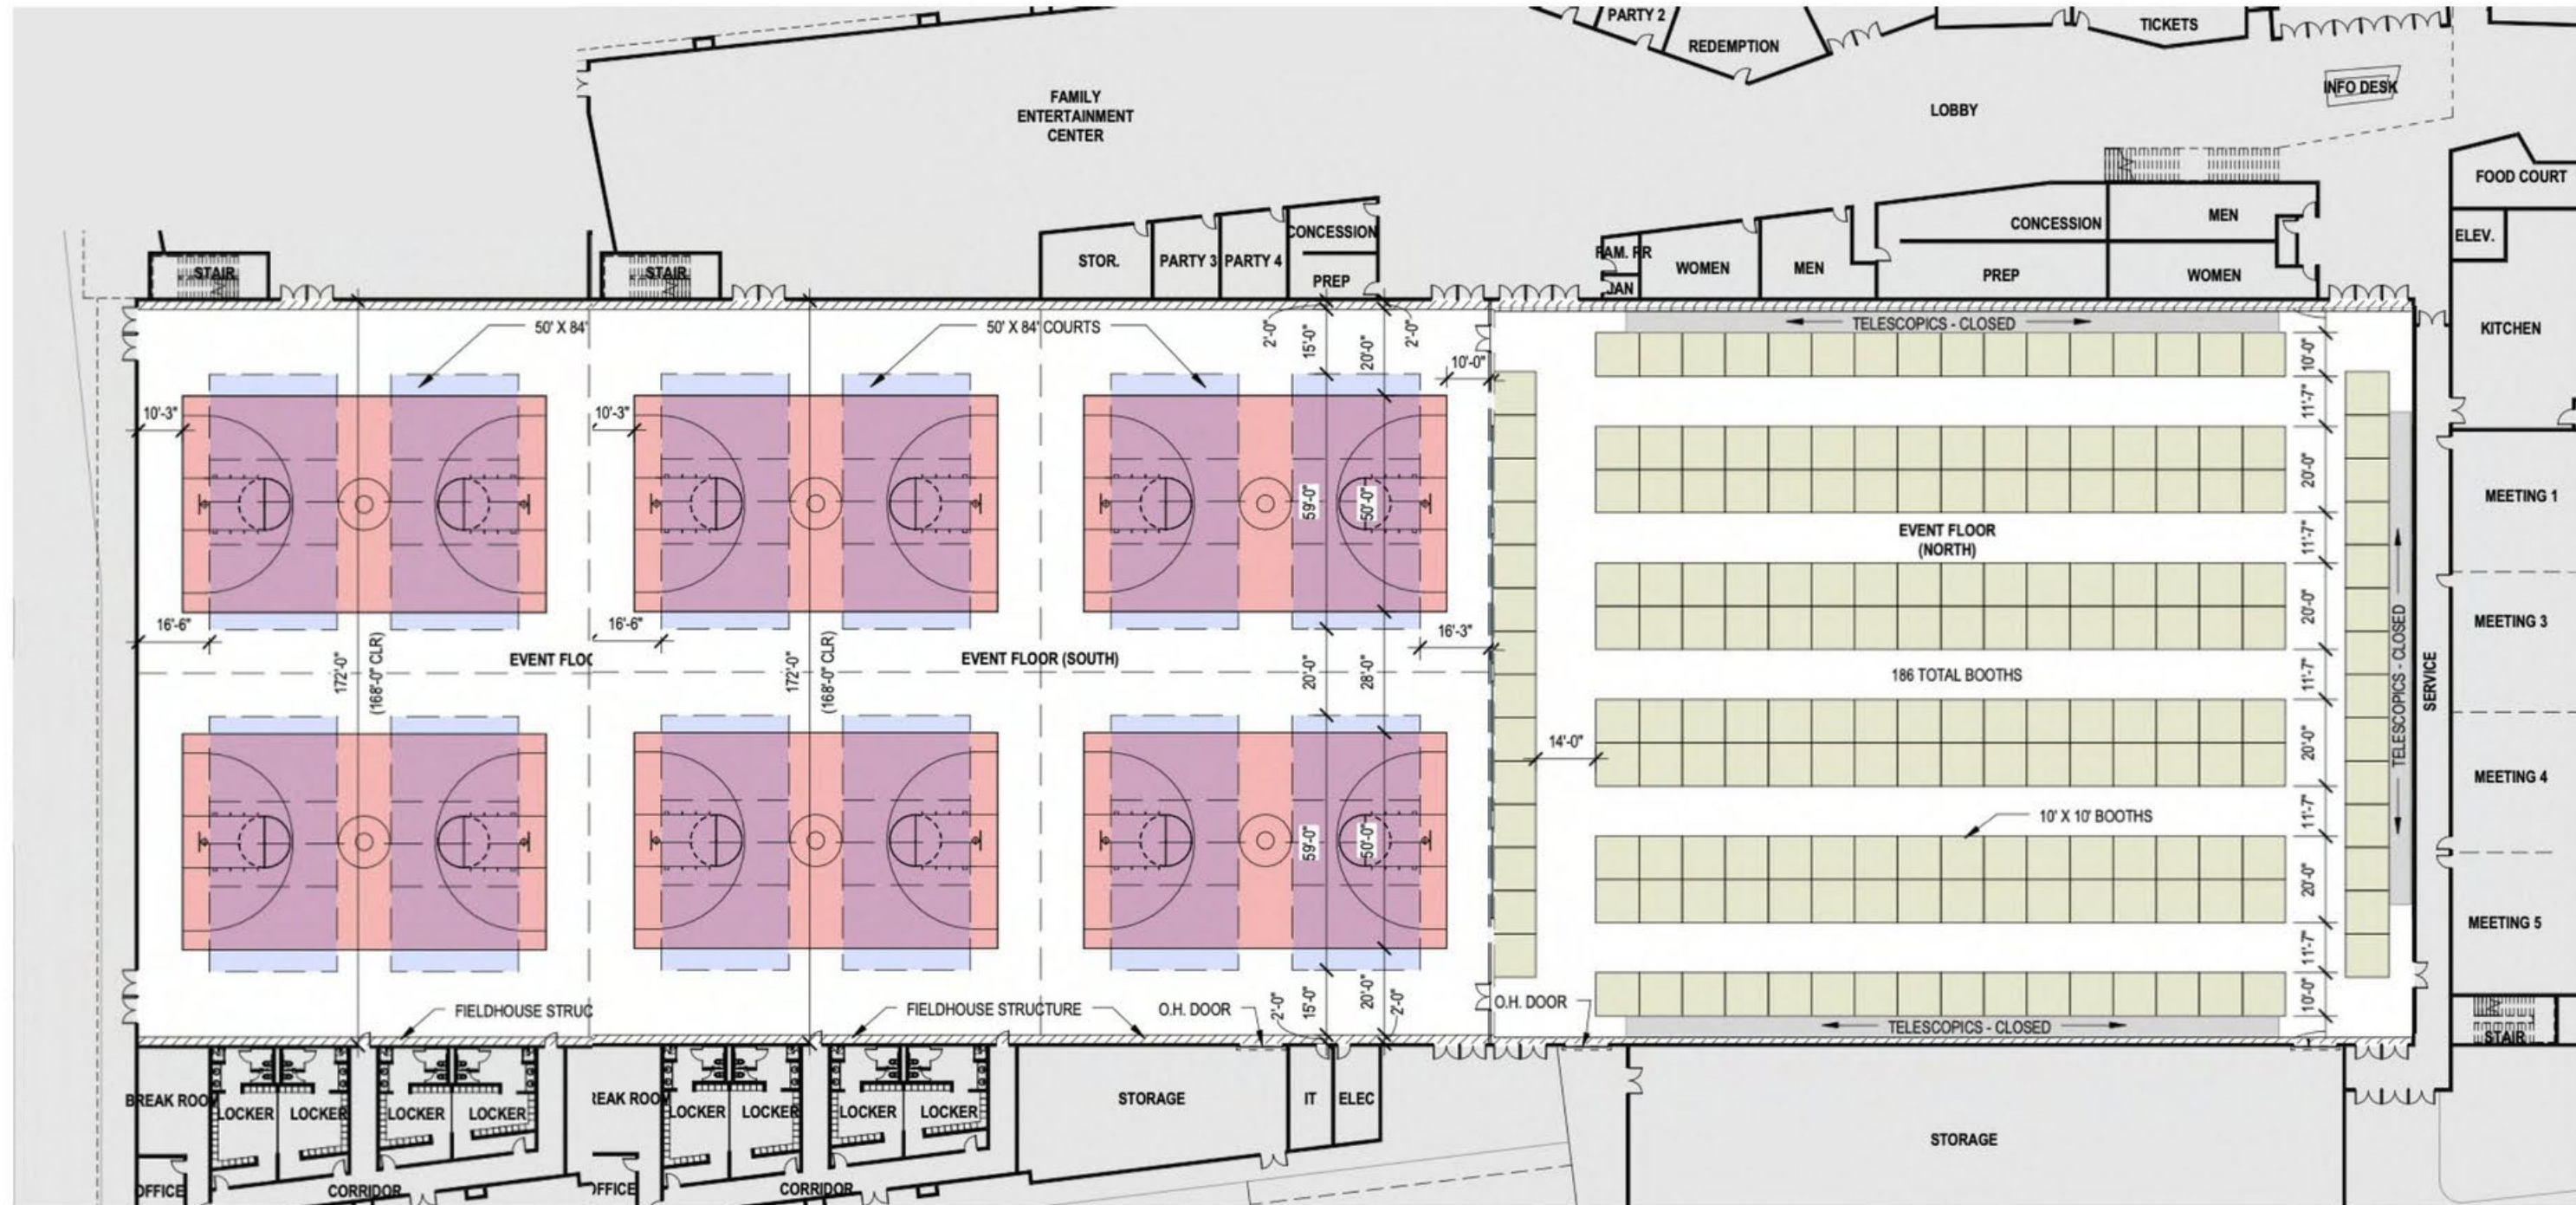 PARTY 2
REDEMPTION
TICKETS
INFO DESK
LOBBY
FAMILY
ENTERTAINMENT
CENTER
FOOD COURT
ELEV.
KITCHEN
STAIR
STAIR
STOR.
PARTY 3
PARTY 4
CONCESSION
PREP
FAM. RR
JAN
WOMEN
MEN
CONCESSION
PREP
MEN
WOMEN
50' X 84'
50' X 84' COURTS
2'-0"
15'-0"
20'-0"
2'-0"
10'-0"
TELESCOPICS - CLOSED
10'-0"
11'-7"
20'-0"
11'-7"
20'-0"
11'-7"
20'-0"
11'-7"
20'-0"
11'-7"
10'-0"
10'-3"
10'-3"
59'-0"
50'-0"
EVENT FLOOR
(NORTH)
MEETING 1
MEETING 3
MEETING 4
MEETING 5
SERVICE
TELESCOPICS - CLOSED
16'-6"
16'-6"
16'-3"
172'-0"
(168'-0" CLR)
172'-0"
(168'-0" CLR)
EVENT FLOO
EVENT FLOOR (SOUTH)
20'-0"
28'-0"
186 TOTAL BOOTHS
14'-0"
10' X 10' BOOTHS
59'-0"
50'-0"
FIELDHOUSE STRUC
FIELDHOUSE STRUCTURE
O.H. DOOR
2'-0"
15'-0"
20'-0"
2'-0"
O.H. DOOR
TELESCOPICS - CLOSED
STAIR
BREAK ROOM
LOCKER
LOCKER
LOCKER
LOCKER
REAK ROOM
LOCKER
LOCKER
LOCKER
LOCKER
STORAGE
IT
ELEC
STORAGE
OFFICE
CORRIDOR
OFFICE
CORRIDOR